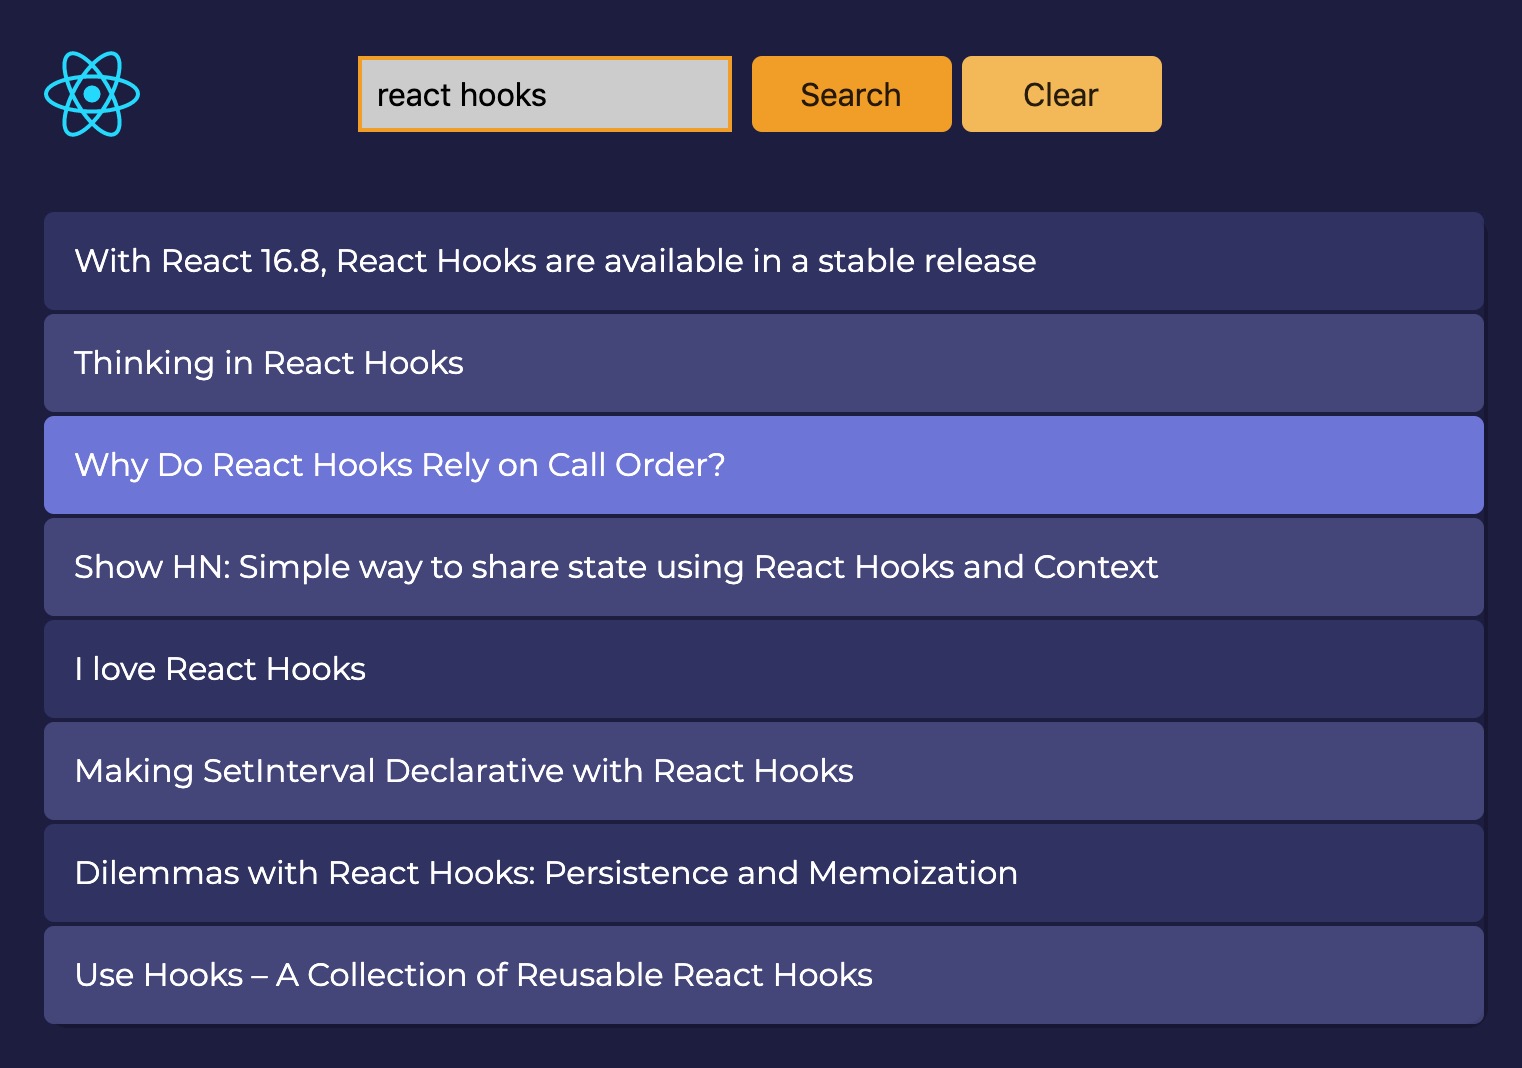 react hooks
Search
Clear
With React 16.8, React Hooks are available in a stable release
Thinking in React Hooks
Why Do React Hooks Rely on Call Order?
Show HN: Simple way to share state using React Hooks and Context
I love React Hooks
Making SetInterval Declarative with React Hooks
Dilemmas with React Hooks: Persistence and Memoization
Use Hooks – A Collection of Reusable React Hooks